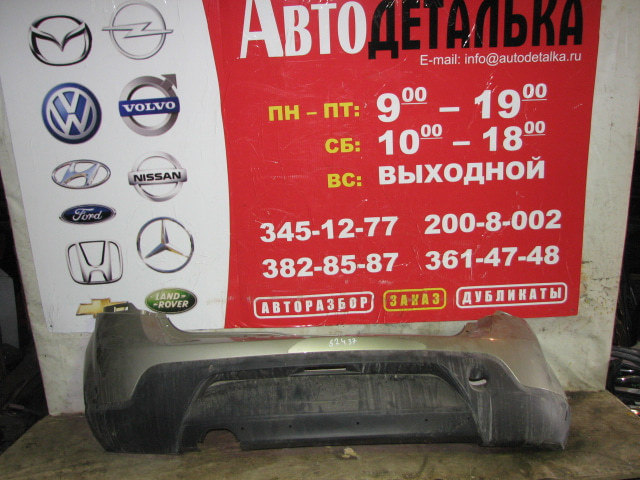 АвтоДЕТАЛЬКА
E-mail: info@autodetalka.ru
ПН – ПТ: 9⁰⁰ – 19⁰⁰
СБ: 10⁰⁰ – 18⁰⁰
ВС: ВЫХОДНОЙ
345-12-77 200-8-002
382-85-87 361-47-48
АВТОРАЗБОР ЗАКАЗ ДУБЛИКАТЫ
VOLVO
NISSAN
Ford
LAND ROVER
62437